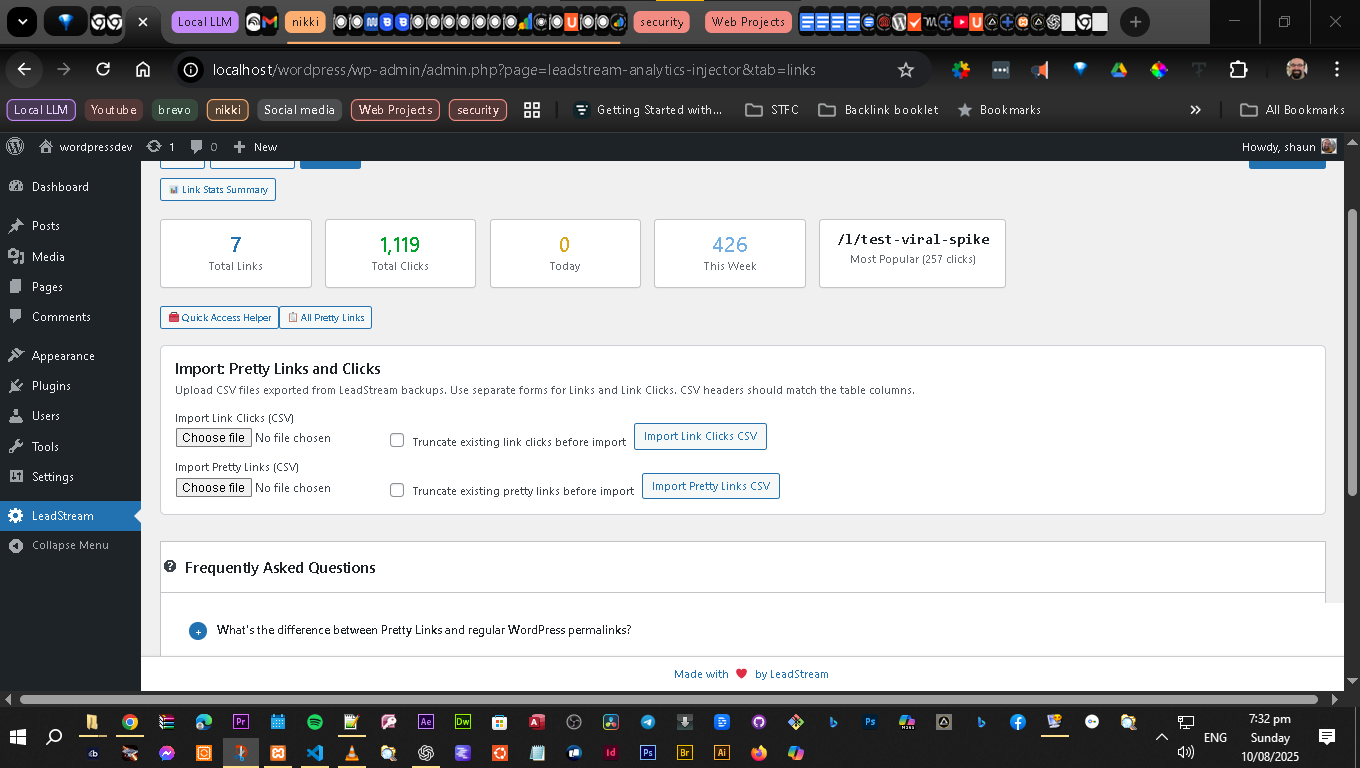 Local LLM
nikki
security
Web Projects
localhost/wordpress/wp-admin/admin.php?page=leadstream-analytics-injector&tab=links
Local LLM
Youtube
brevo
nikki
Social media
Web Projects
security
Getting Started with...
STFC
Backlink booklet
Bookmarks
All Bookmarks
wordpressdev
1
0
New
Howdy, shaun
Dashboard
Posts
Media
Pages
Comments
Appearance
Plugins
Users
Tools
Settings
LeadStream
Collapse Menu
Link Stats Summary
7
Total Links
1,119
Total Clicks
0
Today
426
This Week
/l/test-viral-spike
Most Popular (257 clicks)
Quick Access Helper
All Pretty Links
Import: Pretty Links and Clicks
Upload CSV files exported from LeadStream backups. Use separate forms for Links and Link Clicks. CSV headers should match the table columns.
Import Link Clicks (CSV)
Choose file No file chosen
Truncate existing link clicks before import
Import Link Clicks CSV
Import Pretty Links (CSV)
Choose file No file chosen
Truncate existing pretty links before import
Import Pretty Links CSV
Frequently Asked Questions
What's the difference between Pretty Links and regular WordPress permalinks?
Made with ❤ by LeadStream
ENG
7:32 pm
Sunday
10/08/2025